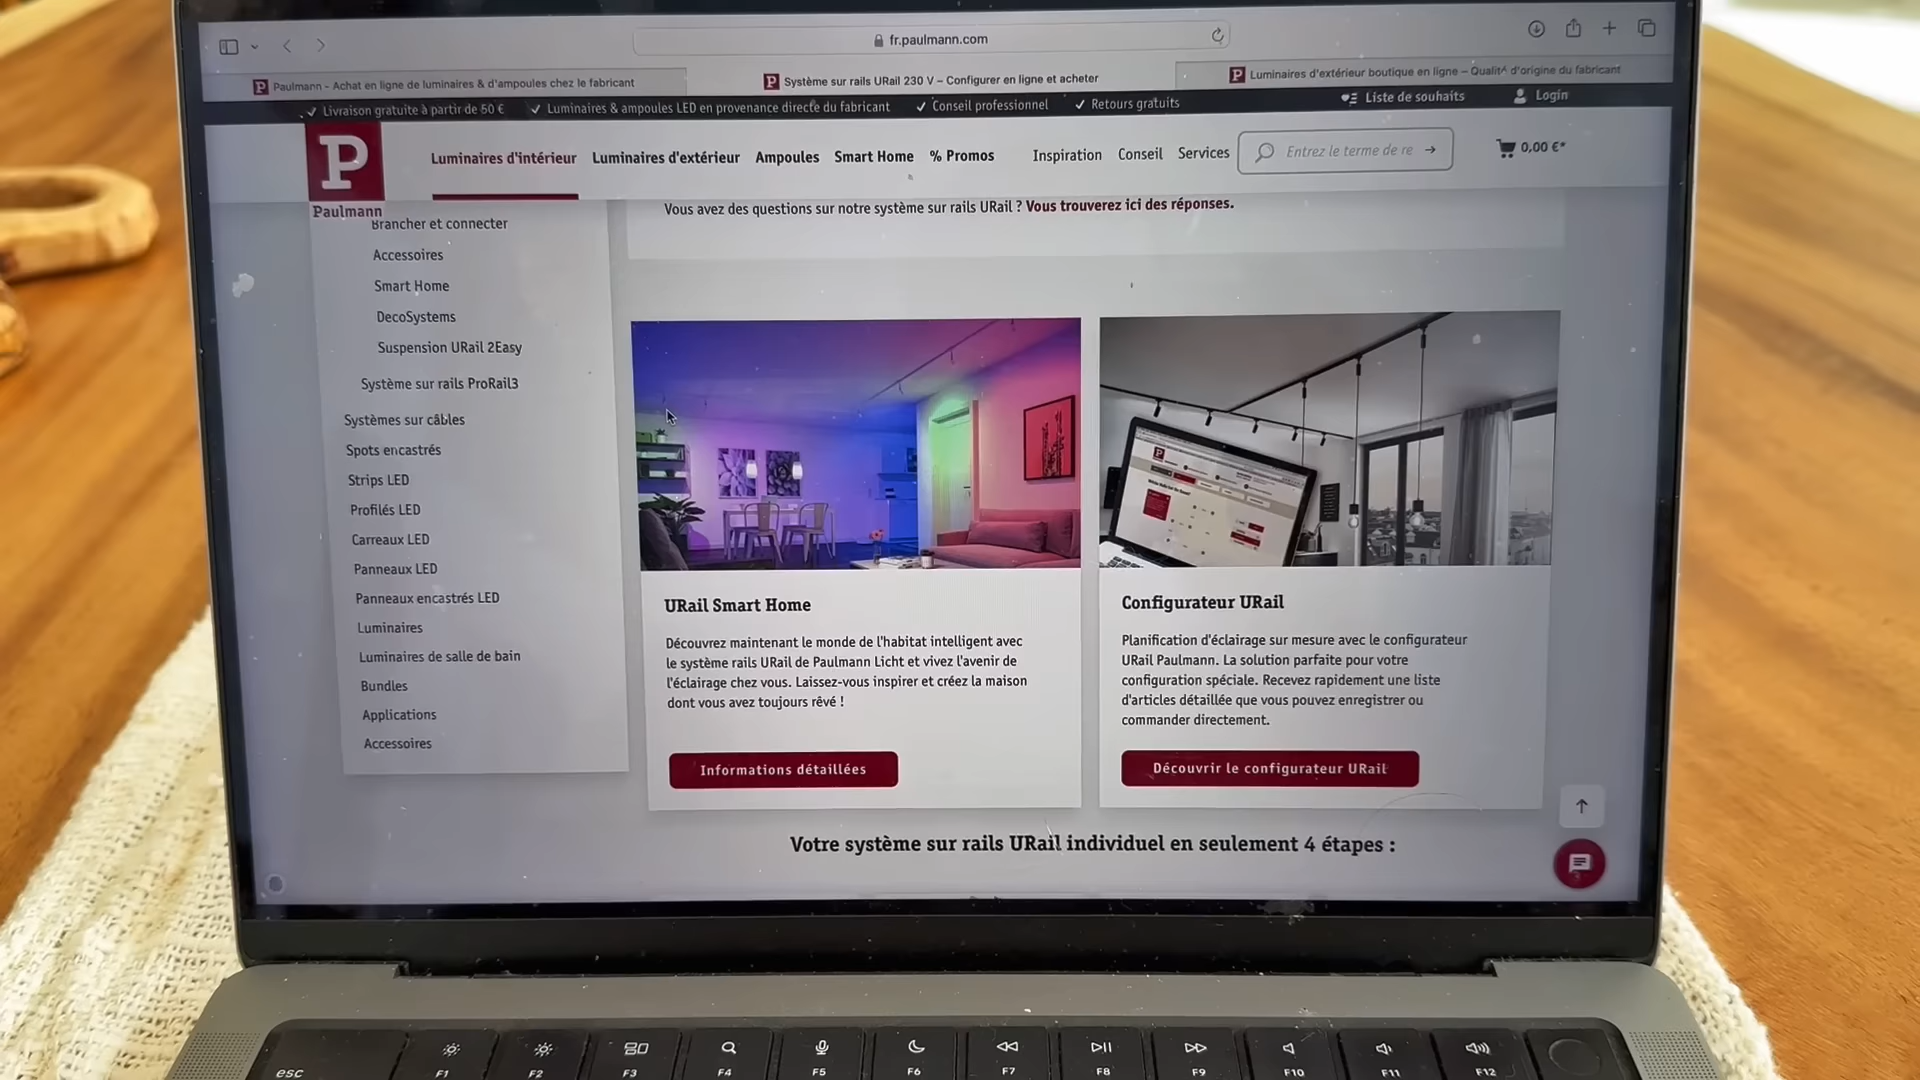 fr.paulmann.com
Paulmann - Achat en ligne de luminaires & d'ampoules chez le fabricant
Système sur rails URail 230 V – Configurer en ligne et acheter
Luminaires d'extérieur boutique en ligne – Qualité d'origine du fabricant
✓ Livraison gratuite à partir de 50 €
✓ Luminaires & ampoules LED en provenance directe du fabricant
✓ Conseil professionnel
✓ Retours gratuits
Liste de souhaits
Login
P
Paulmann
Luminaires d'intérieur
Luminaires d'extérieur
Ampoules
Smart Home
% Promos
Inspiration
Conseil
Services
Entrez le terme de re
0,00 €*
Brancher et connecter
Accessoires
Smart Home
DecoSystems
Suspension URail 2Easy
Système sur rails ProRail3
Systèmes sur câbles
Spots encastrés
Strips LED
Profilés LED
Carreaux LED
Panneaux LED
Panneaux encastrés LED
Luminaires
Luminaires de salle de bain
Bundles
Applications
Accessoires
Vous avez des questions sur notre système sur rails URail ? Vous trouverez ici des réponses.
URail Smart Home
Découvrez maintenant le monde de l'habitat intelligent avec
le système rails URail de Paulmann Licht et vivez l'avenir de
l'éclairage chez vous. Laissez-vous inspirer et créez la maison
dont vous avez toujours rêvé !
Informations détaillées
Configurateur URail
Planification d'éclairage sur mesure avec le configurateur
URail Paulmann. La solution parfaite pour votre
configuration spéciale. Recevez rapidement une liste
d'articles détaillée que vous pouvez enregistrer ou
commander directement.
Découvrir le configurateur URail
Votre système sur rails URail individuel en seulement 4 étapes :
esc
F1
F2
F3
F4
F5
F6
F7
F8
F9
F10
F11
F12